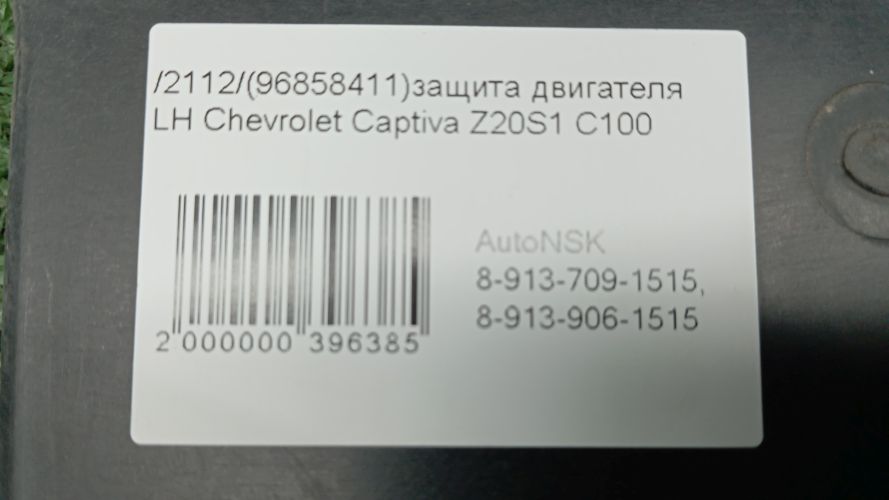 /2112/(96858411)защита двигателя
LH Chevrolet Captiva Z20S1 C100
AutoNSK
8-913-709-1515,
8-913-906-1515
2 000000 396385